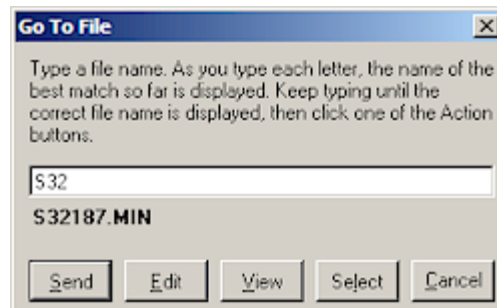 Go To File
Type a file name. As you type each letter, the name of the
best match so far is displayed. Keep typing until the
correct file name is displayed, then click one of the Action
buttons.
S32
S32187.MIN
Send Edit View Select Cancel